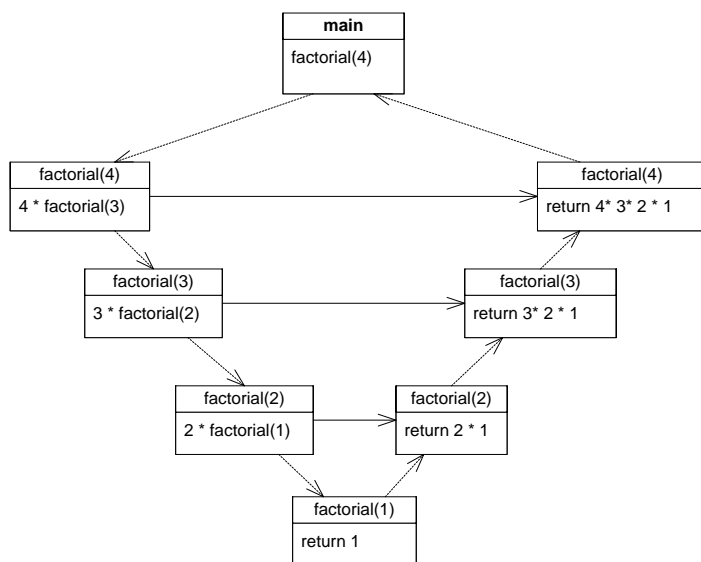 main
factorial(4)
factorial(4)
4 * factorial(3)
factorial(4)
return 4* 3* 2 * 1
factorial(3)
3 * factorial(2)
factorial(3)
return 3* 2 * 1
factorial(2)
2 * factorial(1)
factorial(2)
return 2 * 1
factorial(1)
return 1